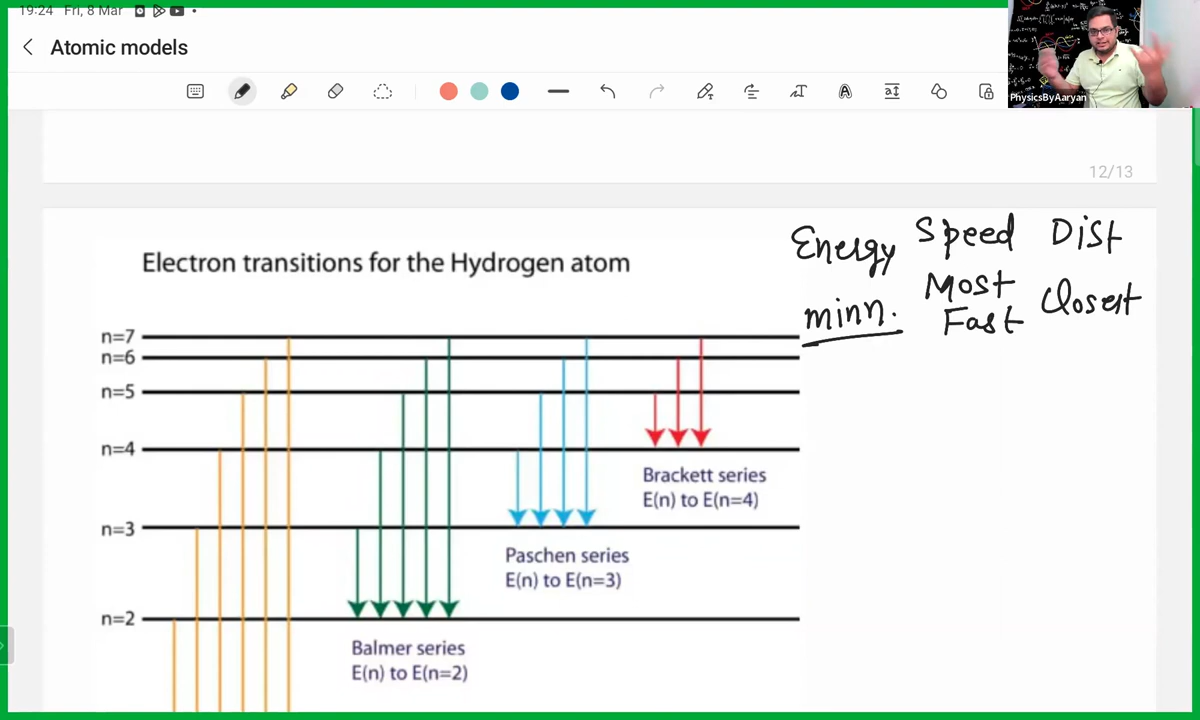 19:24 Fri, 8 Mar
Atomic models
PhysicsByAaryan
12/13
Energy Speed Dist
minn. Most Fast Closest
Electron transitions for the Hydrogen atom
n=7
n=6
n=5
n=4
Brackett series
E(n) to E(n=4)
n=3
Paschen series
E(n) to E(n=3)
n=2
Balmer series
E(n) to E(n=2)